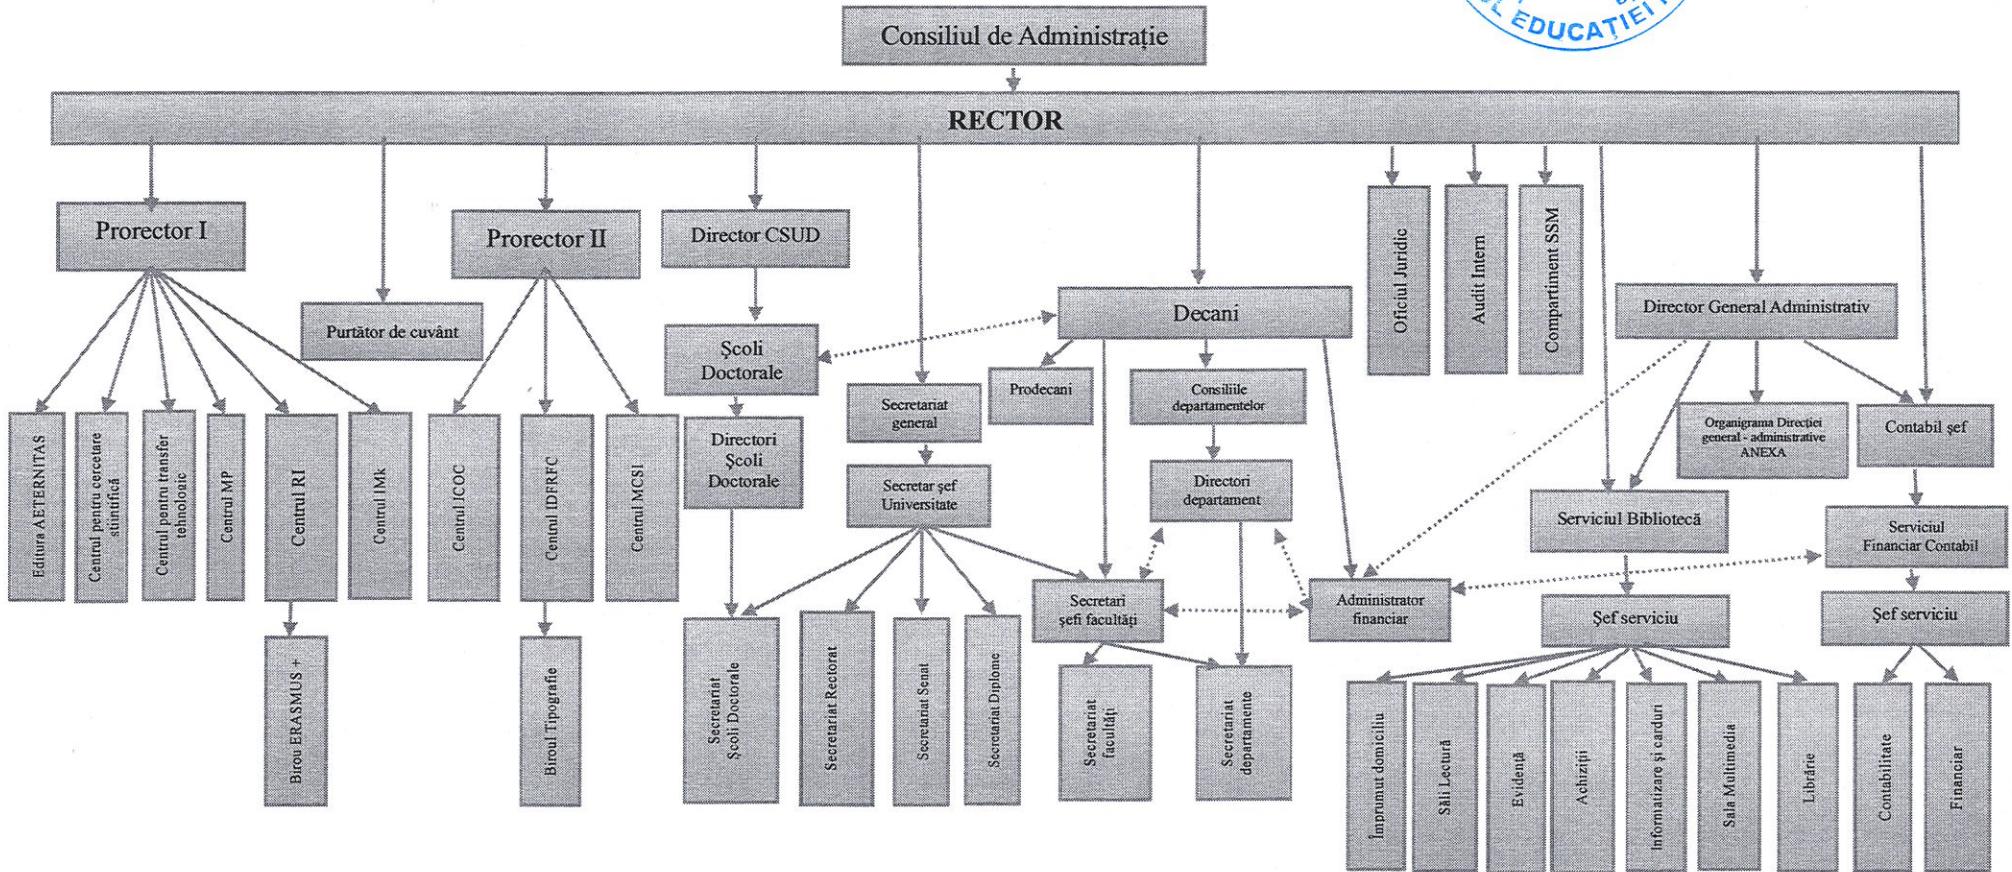 UL EDUCAȚIEI
Consiliul de Administrație
RECTOR
Prorector I
Prorector II
Director CSUD
Purtător de cuvânt
Școli
Doctorale
Directori
Școli
Doctorale
Secretariat
general
Secretar șef
Universitate
Decani
Prodecani
Consiliile
departamentelor
Directori
departament
Oficiul Juridic
Audit Intern
Compartiment SSM
Director General Administrativ
Organigrama Direcției
general - administrative
ANEXA
Contabil șef
Serviciul Bibliotecă
Serviciul
Financiar Contabil
Editura AETERNITAS
Centrul pentru cercetare
stiintifică
Centrul pentru transfer
tehnologic
Centrul MP
Centrul RI
Centrul IMk
Centrul ICOC
Centrul IDFRFC
Centrul MCSI
Secretari
șefi facultăți
Administrator
financiar
Șef serviciu
Șef serviciu
Birou ERASMUS +
Biroul Tipografie
Secretariat
Școli Doctorale
Secretariat Rectorat
Secretariat Senat
Secretariat Diplome
Secretariat
facultăți
Secretariat
departamente
Împrumut domiciliu
Săli Lectură
Evidență
Achiziții
Informatizare și carduri
Sala Multimedia
Librărie
Contabilitate
Financiar